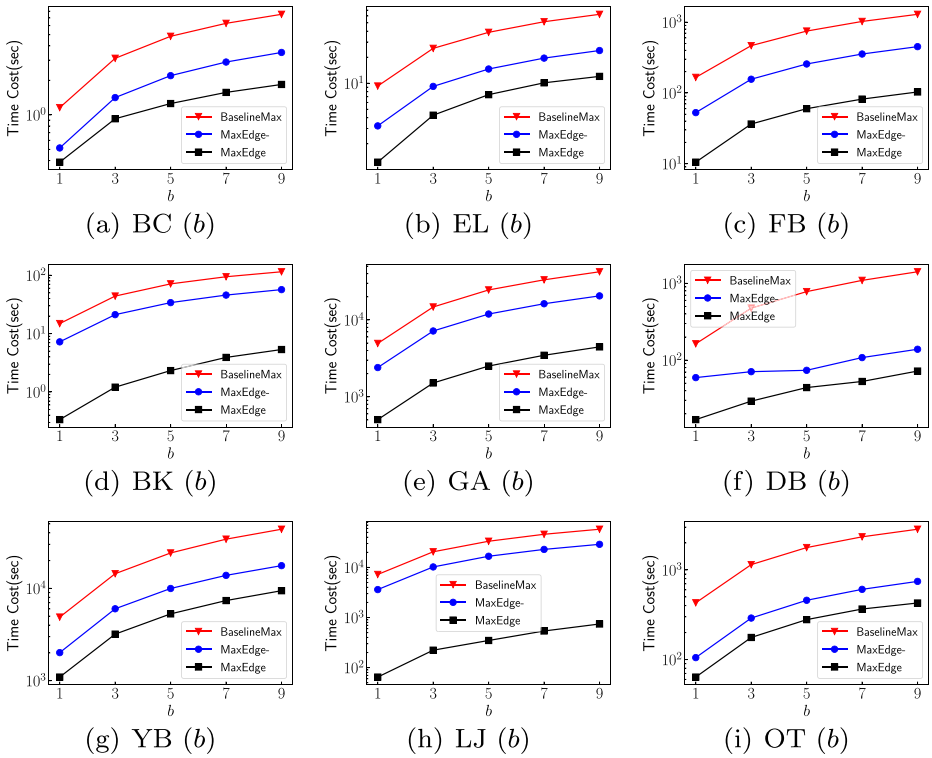 Time Cost(sec)
10^0
BaselineMax
MaxEdge-
MaxEdge
1 3 5 7 9
b
(a) BC (b)
Time Cost(sec)
10^1
BaselineMax
MaxEdge-
MaxEdge
1 3 5 7 9
b
(b) EL (b)
Time Cost(sec)
10^3
10^2
10^1
BaselineMax
MaxEdge-
MaxEdge
1 3 5 7 9
b
(c) FB (b)
Time Cost(sec)
10^2
10^1
10^0
BaselineMax
MaxEdge-
MaxEdge
1 3 5 7 9
b
(d) BK (b)
Time Cost(sec)
10^4
10^3
BaselineMax
MaxEdge-
MaxEdge
1 3 5 7 9
b
(e) GA (b)
Time Cost(sec)
10^3
10^2
BaselineMax
MaxEdge-
MaxEdge
1 3 5 7 9
b
(f) DB (b)
Time Cost(sec)
10^4
10^3
BaselineMax
MaxEdge-
MaxEdge
1 3 5 7 9
b
(g) YB (b)
Time Cost(sec)
10^4
10^3
10^2
BaselineMax
MaxEdge-
MaxEdge
1 3 5 7 9
b
(h) LJ (b)
Time Cost(sec)
10^3
10^2
BaselineMax
MaxEdge-
MaxEdge
1 3 5 7 9
b
(i) OT (b)